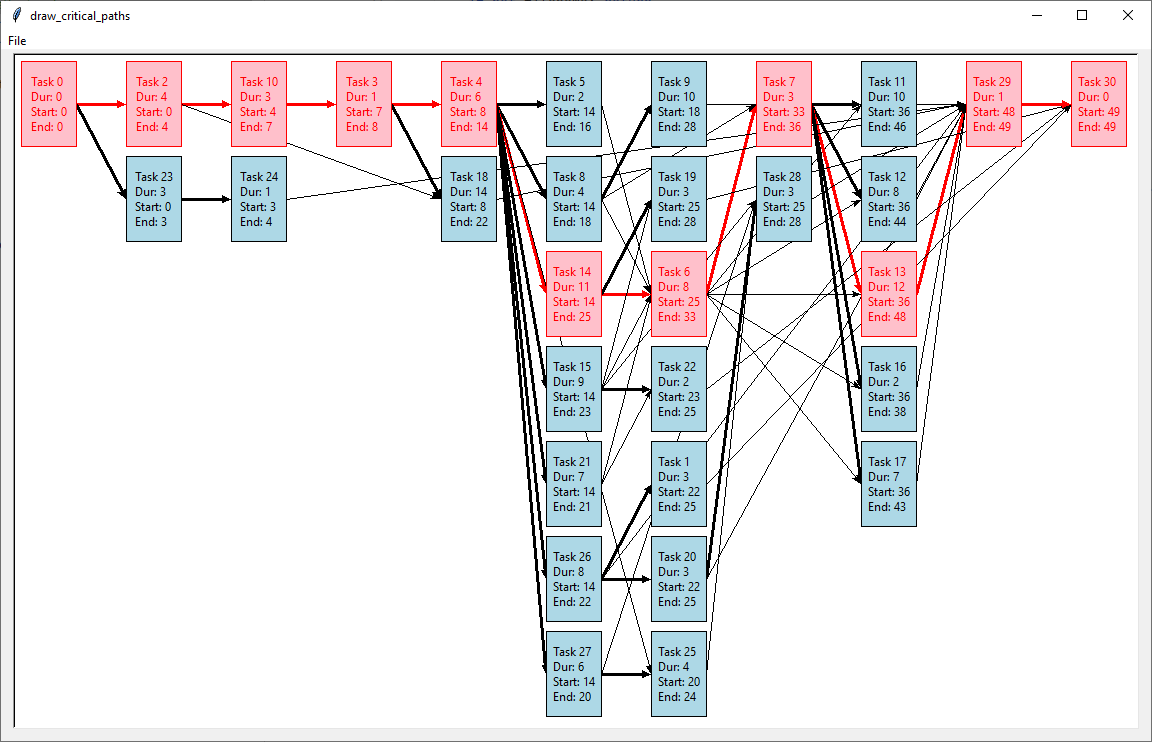 draw_critical_paths
File
Task 0
Dur: 0
Start: 0
End: 0
Task 2
Dur: 4
Start: 0
End: 4
Task 10
Dur: 3
Start: 4
End: 7
Task 3
Dur: 1
Start: 7
End: 8
Task 4
Dur: 6
Start: 8
End: 14
Task 5
Dur: 2
Start: 14
End: 16
Task 9
Dur: 10
Start: 18
End: 28
Task 7
Dur: 3
Start: 33
End: 36
Task 11
Dur: 10
Start: 36
End: 46
Task 29
Dur: 1
Start: 48
End: 49
Task 30
Dur: 0
Start: 49
End: 49
Task 23
Dur: 3
Start: 0
End: 3
Task 24
Dur: 1
Start: 3
End: 4
Task 18
Dur: 14
Start: 8
End: 22
Task 8
Dur: 4
Start: 14
End: 18
Task 19
Dur: 3
Start: 25
End: 28
Task 28
Dur: 3
Start: 25
End: 28
Task 12
Dur: 8
Start: 36
End: 44
Task 14
Dur: 11
Start: 14
End: 25
Task 6
Dur: 8
Start: 25
End: 33
Task 13
Dur: 12
Start: 36
End: 48
Task 15
Dur: 9
Start: 14
End: 23
Task 22
Dur: 2
Start: 23
End: 25
Task 16
Dur: 2
Start: 36
End: 38
Task 21
Dur: 7
Start: 14
End: 21
Task 1
Dur: 3
Start: 22
End: 25
Task 17
Dur: 7
Start: 36
End: 43
Task 26
Dur: 8
Start: 14
End: 22
Task 20
Dur: 3
Start: 22
End: 25
Task 27
Dur: 6
Start: 14
End: 20
Task 25
Dur: 4
Start: 20
End: 24